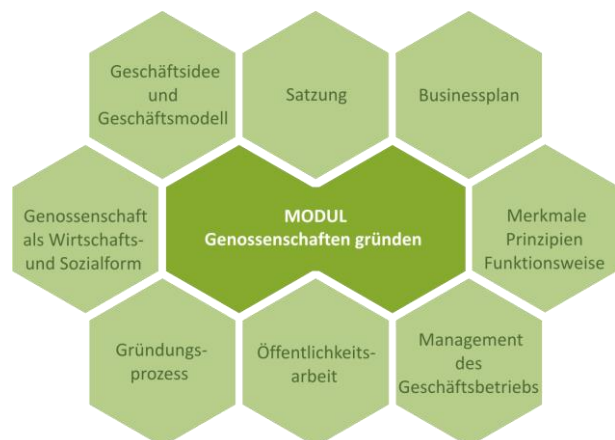 Geschäftsidee
und
Geschäftsmodell
Satzung
Businessplan
Genossenschaft
als Wirtschafts-
und Sozialform
MODUL
Genossenschaften gründen
Merkmale
Prinzipien
Funktionsweise
Gründungs-
prozess
Öffentlichkeits-
arbeit
Management
des
Geschäftsbetriebs